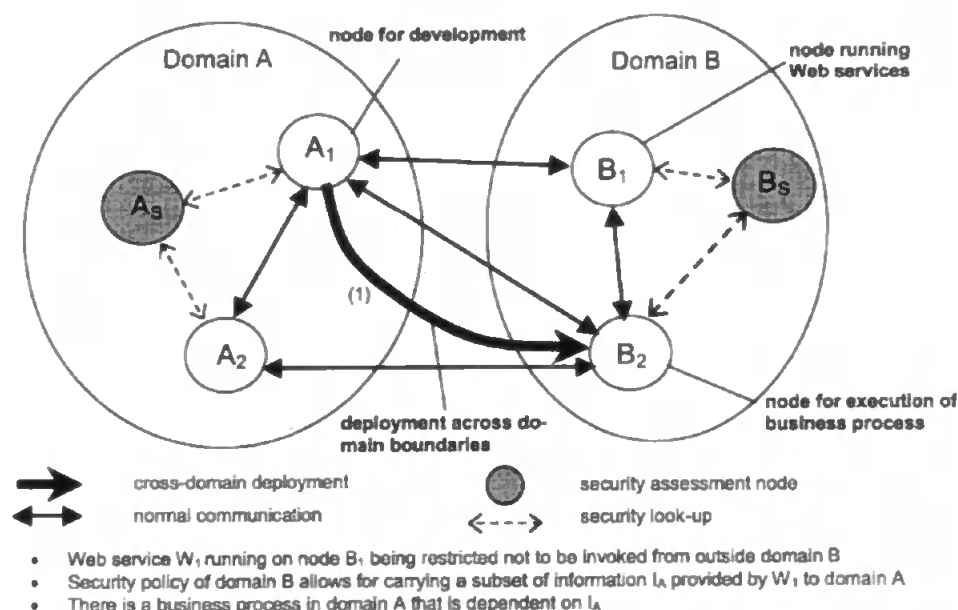 node for development
Domain A
Domain B
node running
Web services
A₁
B₁
Aₛ
Bₛ
(1)
A₂
B₂
deployment across do-
main boundaries
node for execution of
business process
cross-domain deployment
security assessment node
normal communication
security look-up
• Web service W₁ running on node B₁ being restricted not to be invoked from outside domain B
• Security policy of domain B allows for carrying a subset of information I_A provided by W₁ to domain A
• There is a business process in domain A that is dependent on I_A